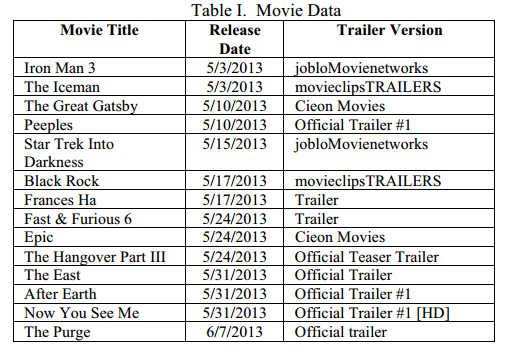 Table I. Movie Data
Movie Title Release Date Trailer Version
Iron Man 3 5/3/2013 jobloMovienetworks
The Iceman 5/3/2013 movieclipsTRAILERS
The Great Gatsby 5/10/2013 Cieon Movies
Peeples 5/10/2013 Official Trailer #1
Star Trek Into Darkness 5/15/2013 jobloMovienetworks
Black Rock 5/17/2013 movieclipsTRAILERS
Frances Ha 5/17/2013 Trailer
Fast & Furious 6 5/24/2013 Trailer
Epic 5/24/2013 Cieon Movies
The Hangover Part III 5/24/2013 Official Teaser Trailer
The East 5/31/2013 Official Trailer
After Earth 5/31/2013 Official Trailer #1
Now You See Me 5/31/2013 Official Trailer #1 [HD]
The Purge 6/7/2013 Official trailer